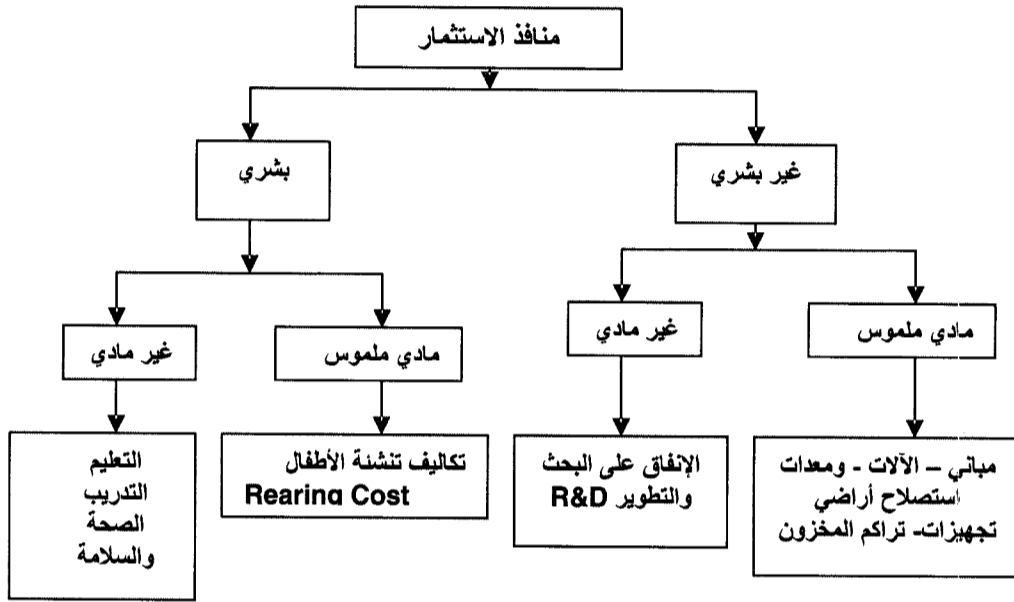 منافذ الاستثمار
غير بشري
بشري
مادي ملموس
غير مادي
مادي ملموس
غير مادي
مباني – الآلات - ومعدات
استصلاح أراضي
تجهيزات- تراكم المخزون
الإنفاق على البحث
والتطوير R&D
تكاليف تنشئة الأطفال
Rearing Cost
التعليم
التدريب
الصحة
والسلامة